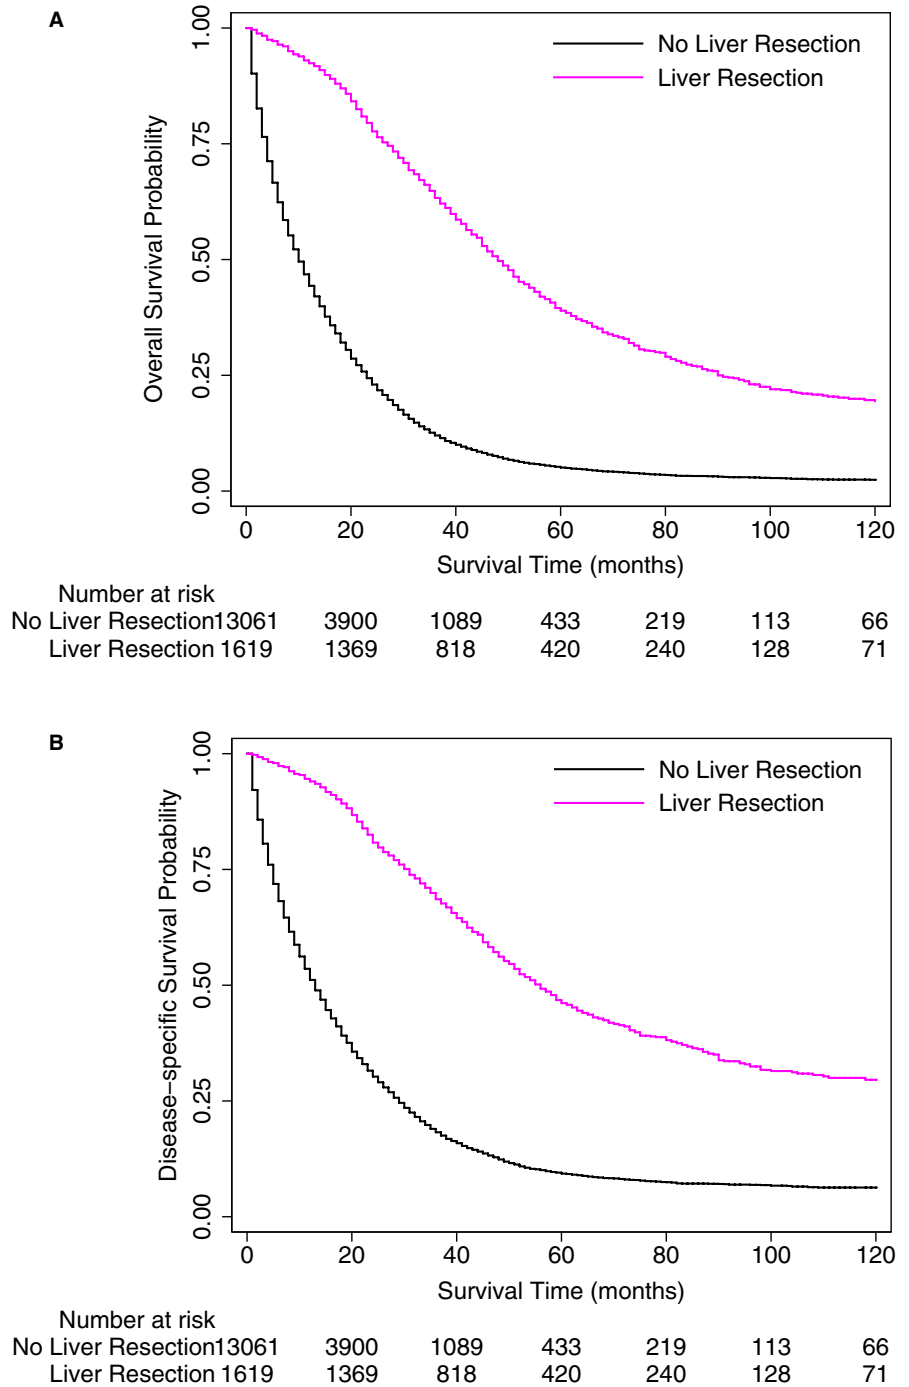 A
No Liver Resection
Liver Resection
Overall Survival Probability
1.00
0.75
0.50
0.25
0.00
0 20 40 60 80 100 120
Survival Time (months)
Number at risk
No Liver Resection 13061 3900 1089 433 219 113 66
Liver Resection 1619 1369 818 420 240 128 71
B
No Liver Resection
Liver Resection
Disease−specific Survival Probability
1.00
0.75
0.50
0.25
0.00
0 20 40 60 80 100 120
Survival Time (months)
Number at risk
No Liver Resection 13061 3900 1089 433 219 113 66
Liver Resection 1619 1369 818 420 240 128 71